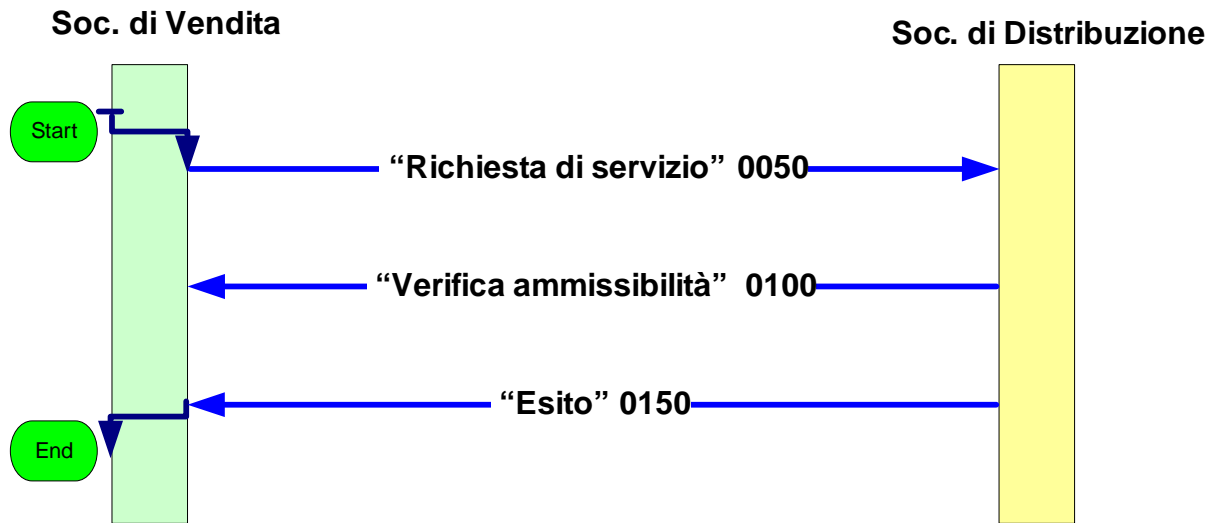 Soc. di Vendita
Soc. di Distribuzione
Start
“Richiesta di servizio” 0050
“Verifica ammissibilità” 0100
“Esito” 0150
End